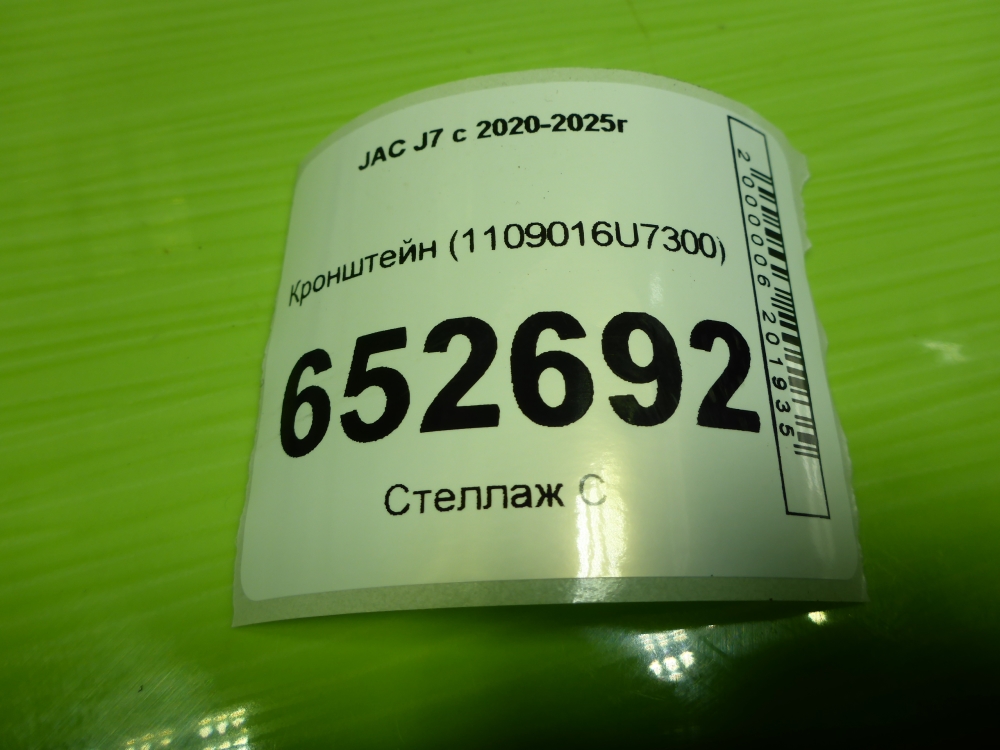 JAC J7 с 2020-2025г
Кронштейн (1109016U7300)
652692
Стеллаж С
2000006201935